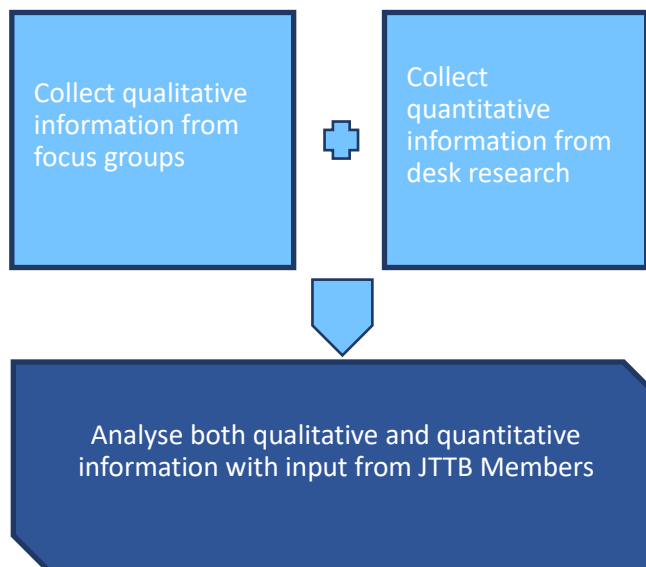 Collect qualitative
information from
focus groups
Collect
quantitative
information from
desk research
Analyse both qualitative and quantitative
information with input from JTTB Members